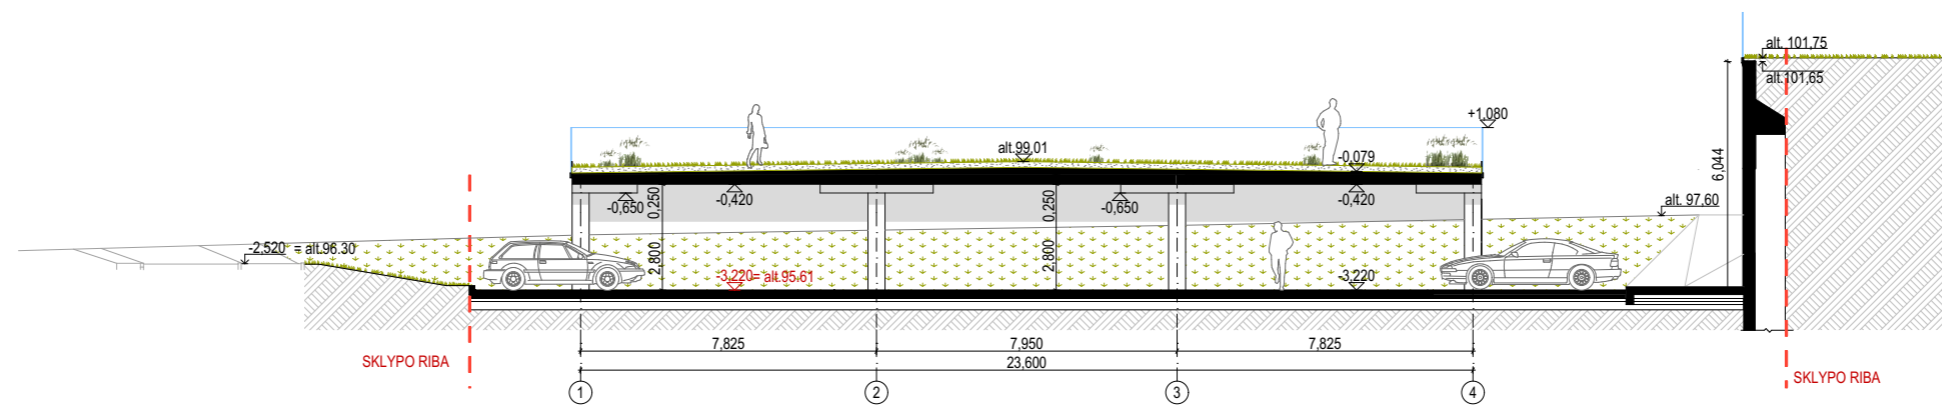 alt. 101,75
alt.101,65
+1,080
alt.99,01
-0,079
6,044
-0,650
0,250
-0,420
-0,650
0,250
-0,420
alt. 97,60
-2,520 = alt.96.30
2,800
2,800
-3,220= alt.95.61
-3,220
7,825
7,950
7,825
SKLYPO RIBA
23,600
SKLYPO RIBA
1
2
3
4